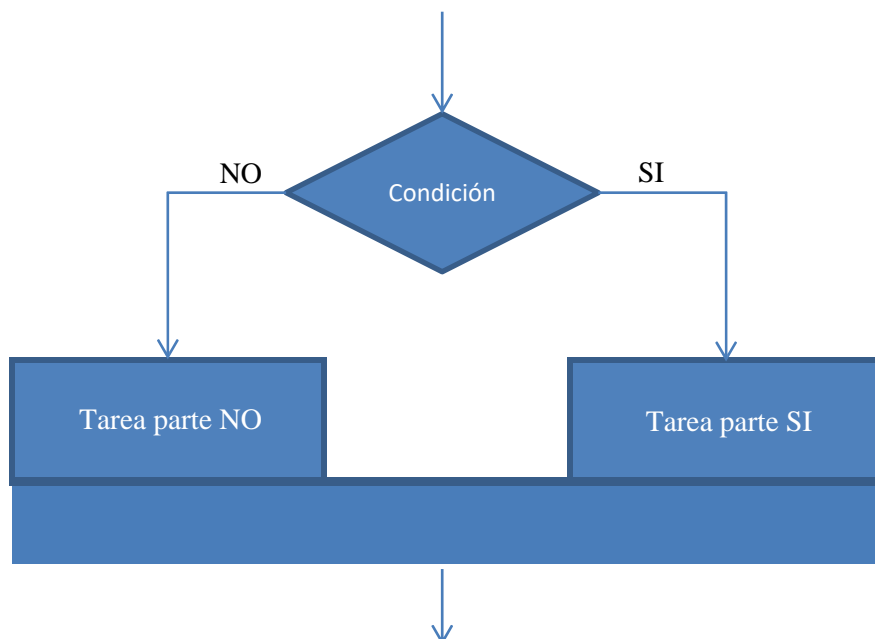 NO
SI
Condición
Tarea parte NO
Tarea parte SI